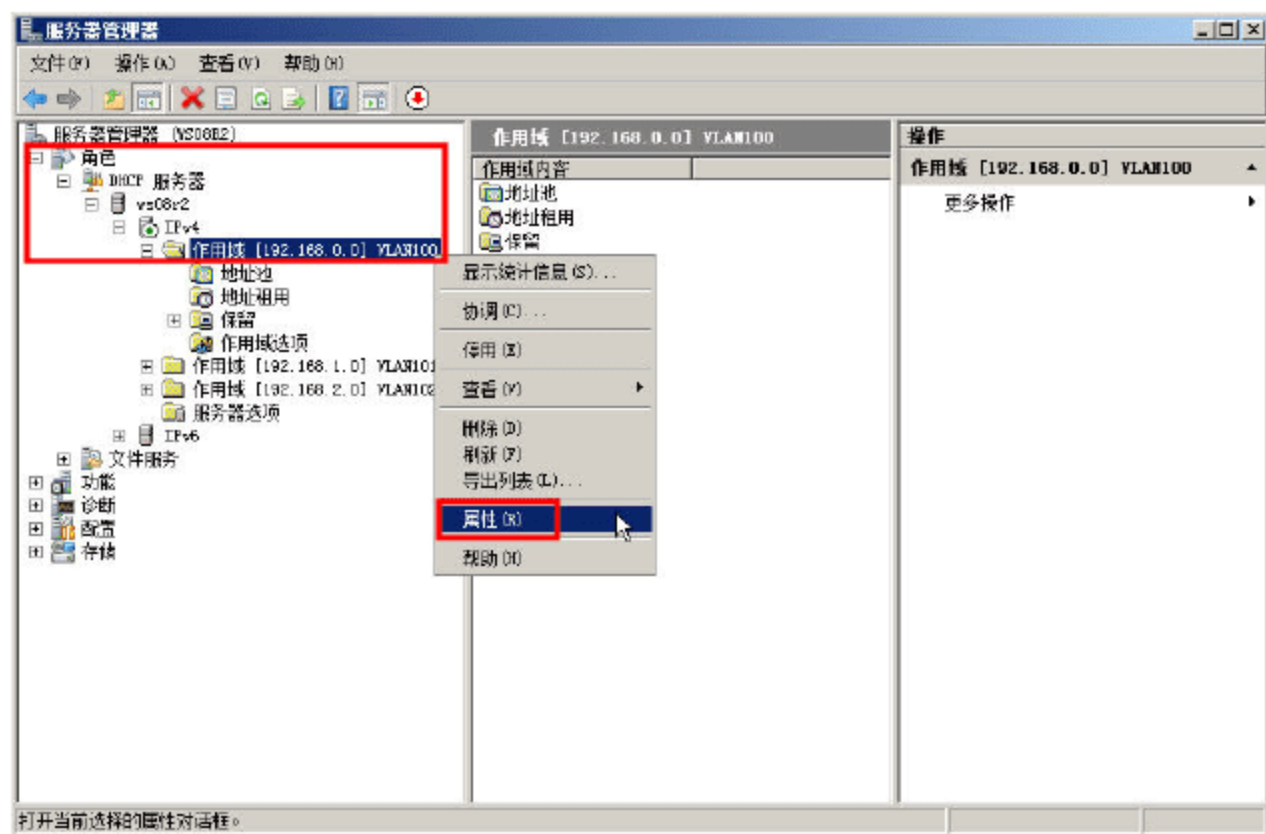 服务器管理器
文件(F) 操作(A) 查看(V) 帮助(H)
服务器管理器 (WS08R2)
角色
DHCP 服务器
vs08r2
IPv4
作用域 [192.168.0.0] VLAN100
地址池
地址租用
保留
作用域选项
作用域 [192.168.1.0] VLAN101
作用域 [192.168.2.0] VLAN102
服务器选项
IPv6
文件服务
功能
诊断
配置
存储
作用域 [192.168.0.0] VLAN100
作用域内容
地址池
地址租用
保留
显示统计信息(S)...
协调(C)...
停用(E)
查看(V)
删除(D)
刷新(F)
导出列表(L)...
属性(R)
帮助(H)
操作
作用域 [192.168.0.0] VLAN100
更多操作
打开当前选择的属性对话框。